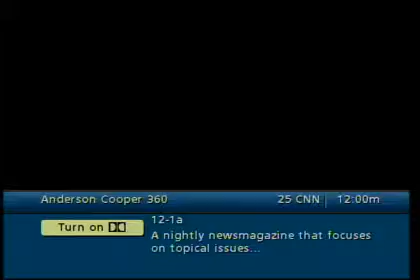 Anderson Cooper 360 25 CNN 12:00m
12-1a
Turn on
A nightly newsmagazine that focuses
on topical issues...